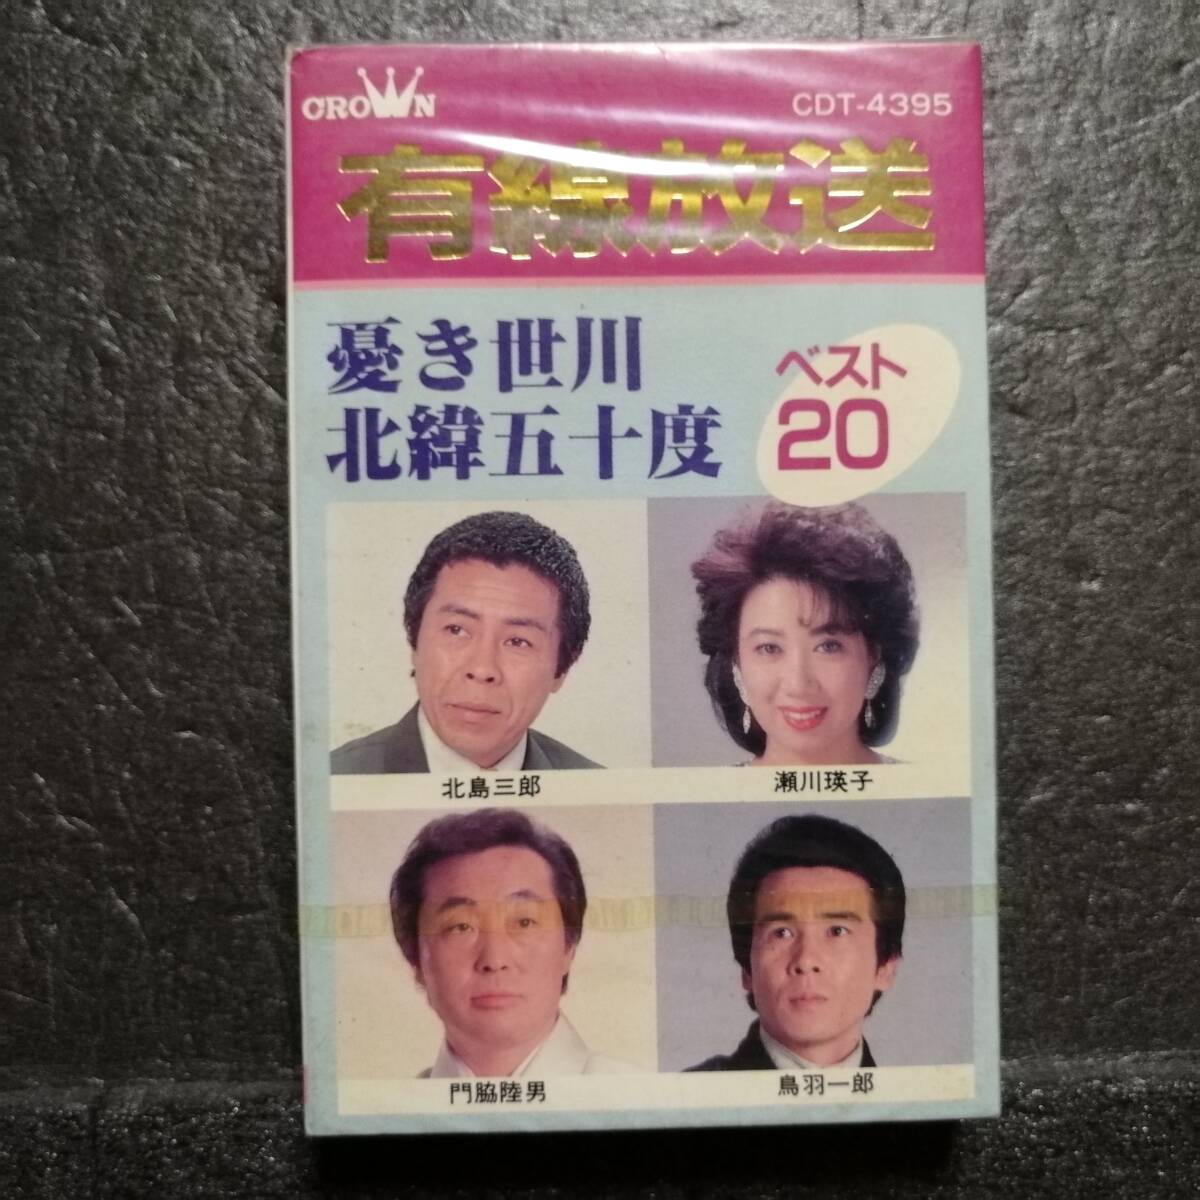 CROWN
CDT-4395
有線放送
憂き世川
北緯五十度
ベスト
20
北島三郎
瀬川瑛子
門脇陸男
鳥羽一郎